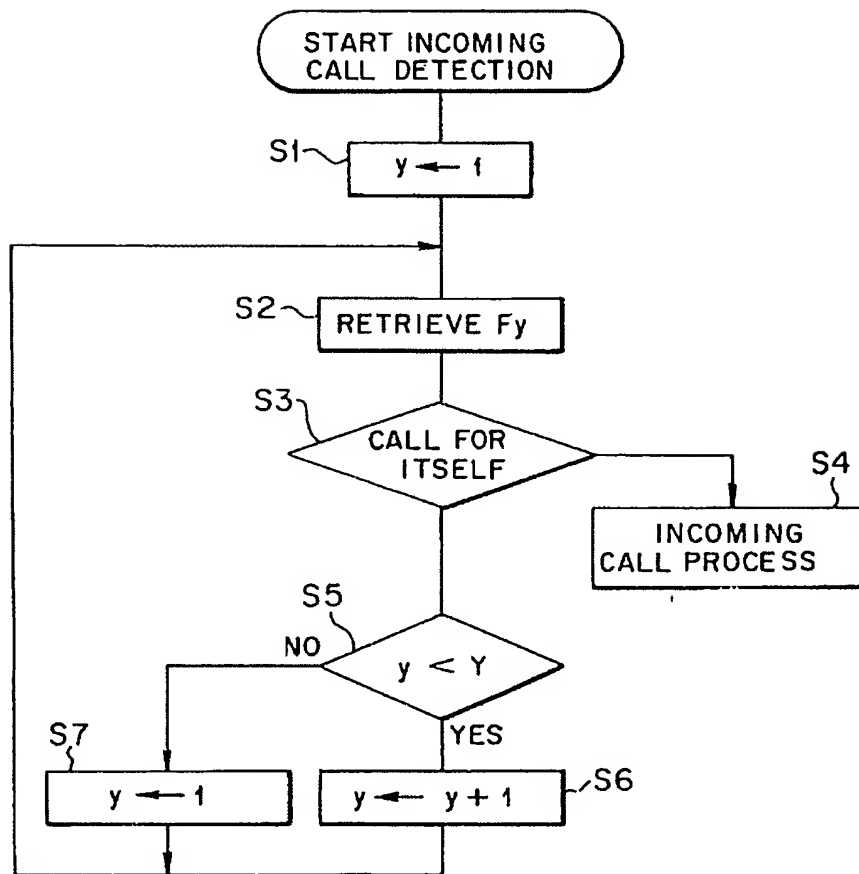 START INCOMING
CALL DETECTION
S1
y ← 1
S2
RETRIEVE Fy
S3
CALL FOR
ITSELF
S4
INCOMING
CALL PROCESS
S5
NO
y < Y
YES
S7
y ← 1
y ← y + 1
S6